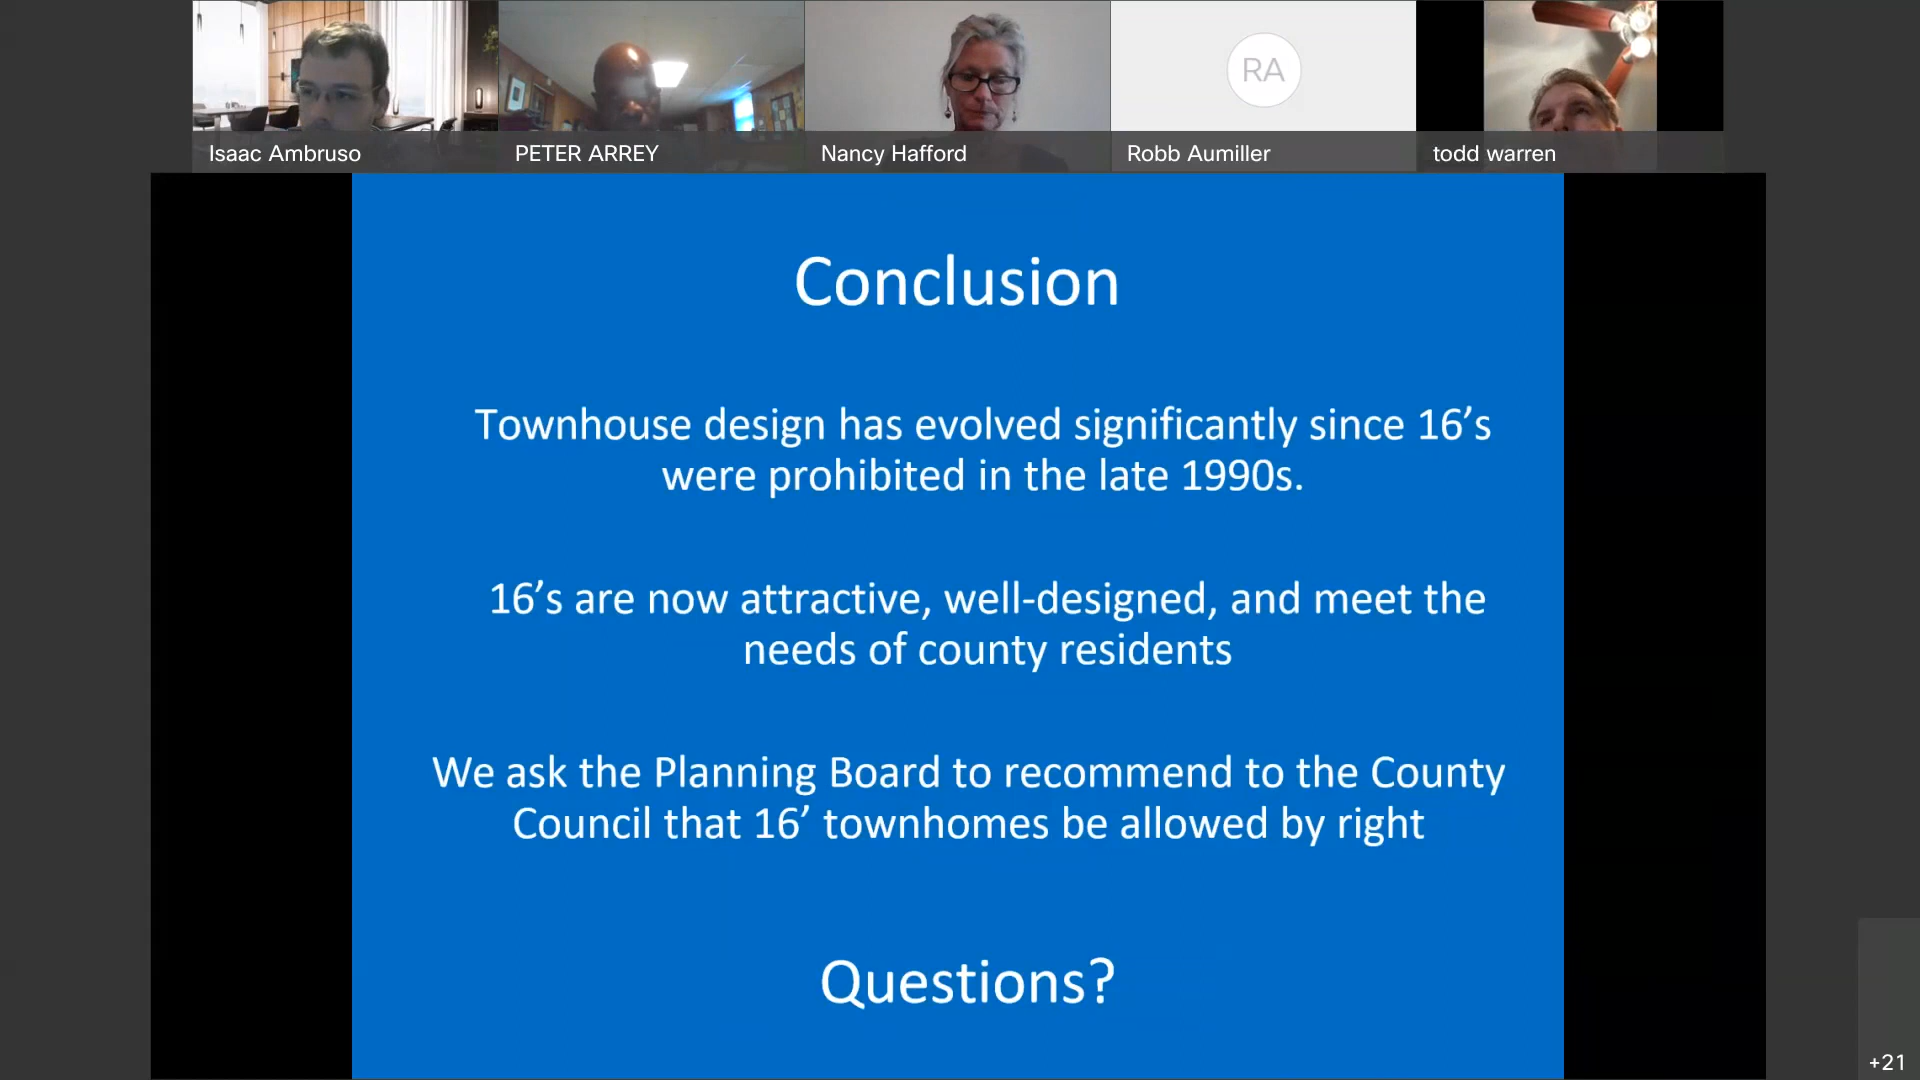 Isaac Ambruso
PETER ARREY
Nancy Hafford
RA
Robb Aumiller
todd warren
Conclusion
Townhouse design has evolved significantly since 16’s
were prohibited in the late 1990s.
16’s are now attractive, well-designed, and meet the
needs of county residents
We ask the Planning Board to recommend to the County
Council that 16’ townhomes be allowed by right
Questions?
+21